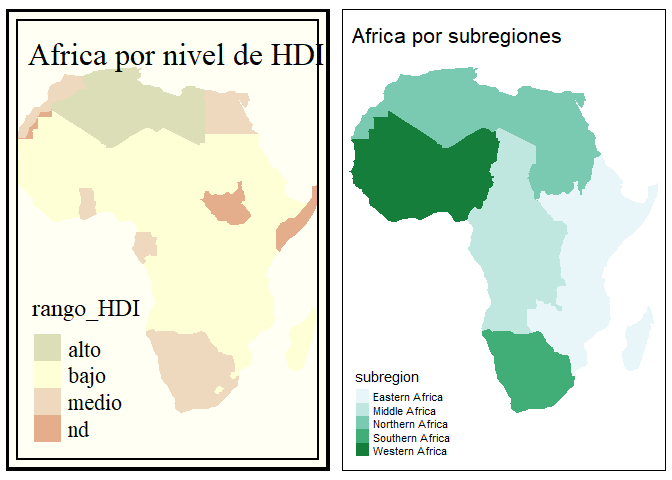 Africa por nivel de HDI
rango_HDI
alto
bajo
medio
nd
Africa por subregiones
subregion
Eastern Africa
Middle Africa
Northern Africa
Southern Africa
Western Africa